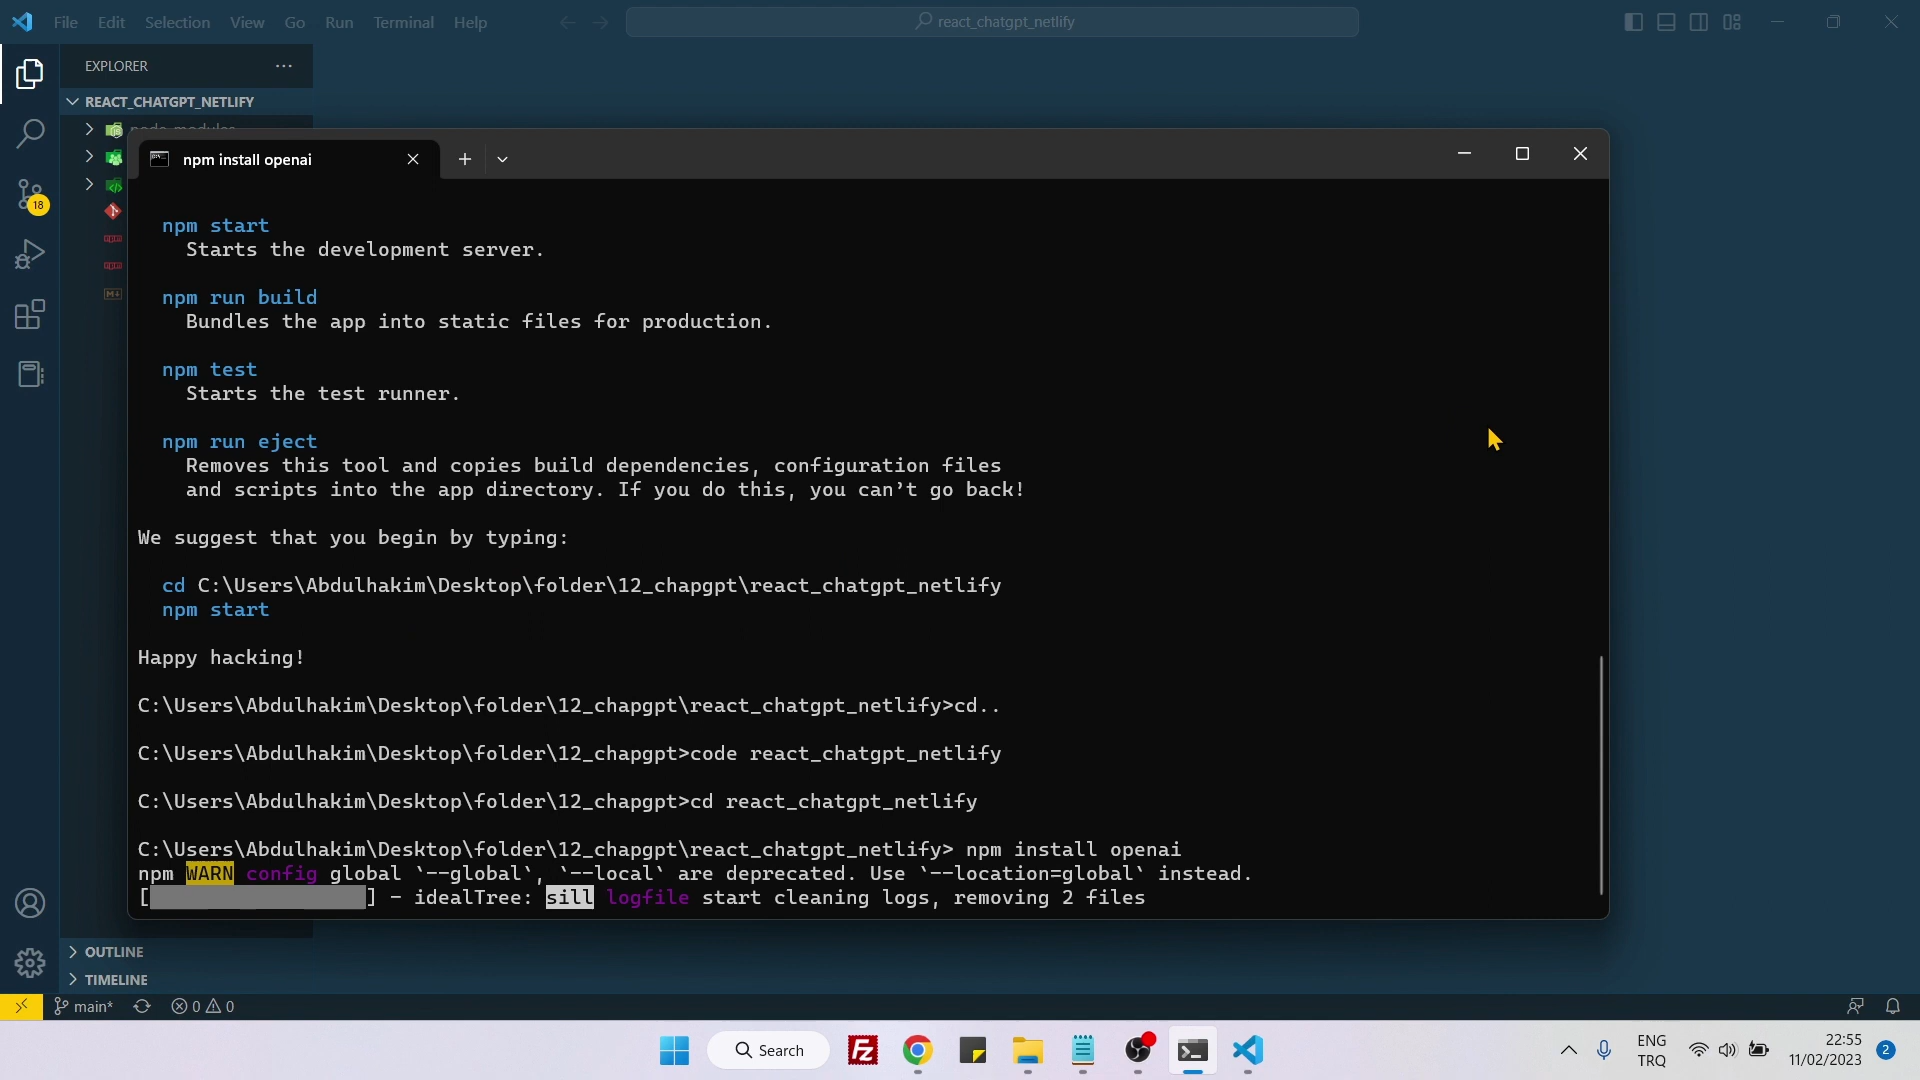 File Edit Selection View Go Run Terminal Help
react_chatgpt_netlify
EXPLORER
REACT_CHATGPT_NETLIFY
node_modules
18
npm install openai
npm start
Starts the development server.
npm run build
Bundles the app into static files for production.
npm test
Starts the test runner.
npm run eject
Removes this tool and copies build dependencies, configuration files
and scripts into the app directory. If you do this, you can’t go back!
We suggest that you begin by typing:
cd C:\Users\Abdulhakim\Desktop\folder\12_chapgpt\react_chatgpt_netlify
npm start
Happy hacking!
C:\Users\Abdulhakim\Desktop\folder\12_chapgpt\react_chatgpt_netlify>cd..
C:\Users\Abdulhakim\Desktop\folder\12_chapgpt>code react_chatgpt_netlify
C:\Users\Abdulhakim\Desktop\folder\12_chapgpt>cd react_chatgpt_netlify
C:\Users\Abdulhakim\Desktop\folder\12_chapgpt\react_chatgpt_netlify> npm install openai
npm WARN config global `--global`, `--local` are deprecated. Use `--location=global` instead.
[                  ] - idealTree: sill logfile start cleaning logs, removing 2 files
OUTLINE
TIMELINE
main* 0 0
Search
Fz
ENG
TRQ
22:55
11/02/2023
2